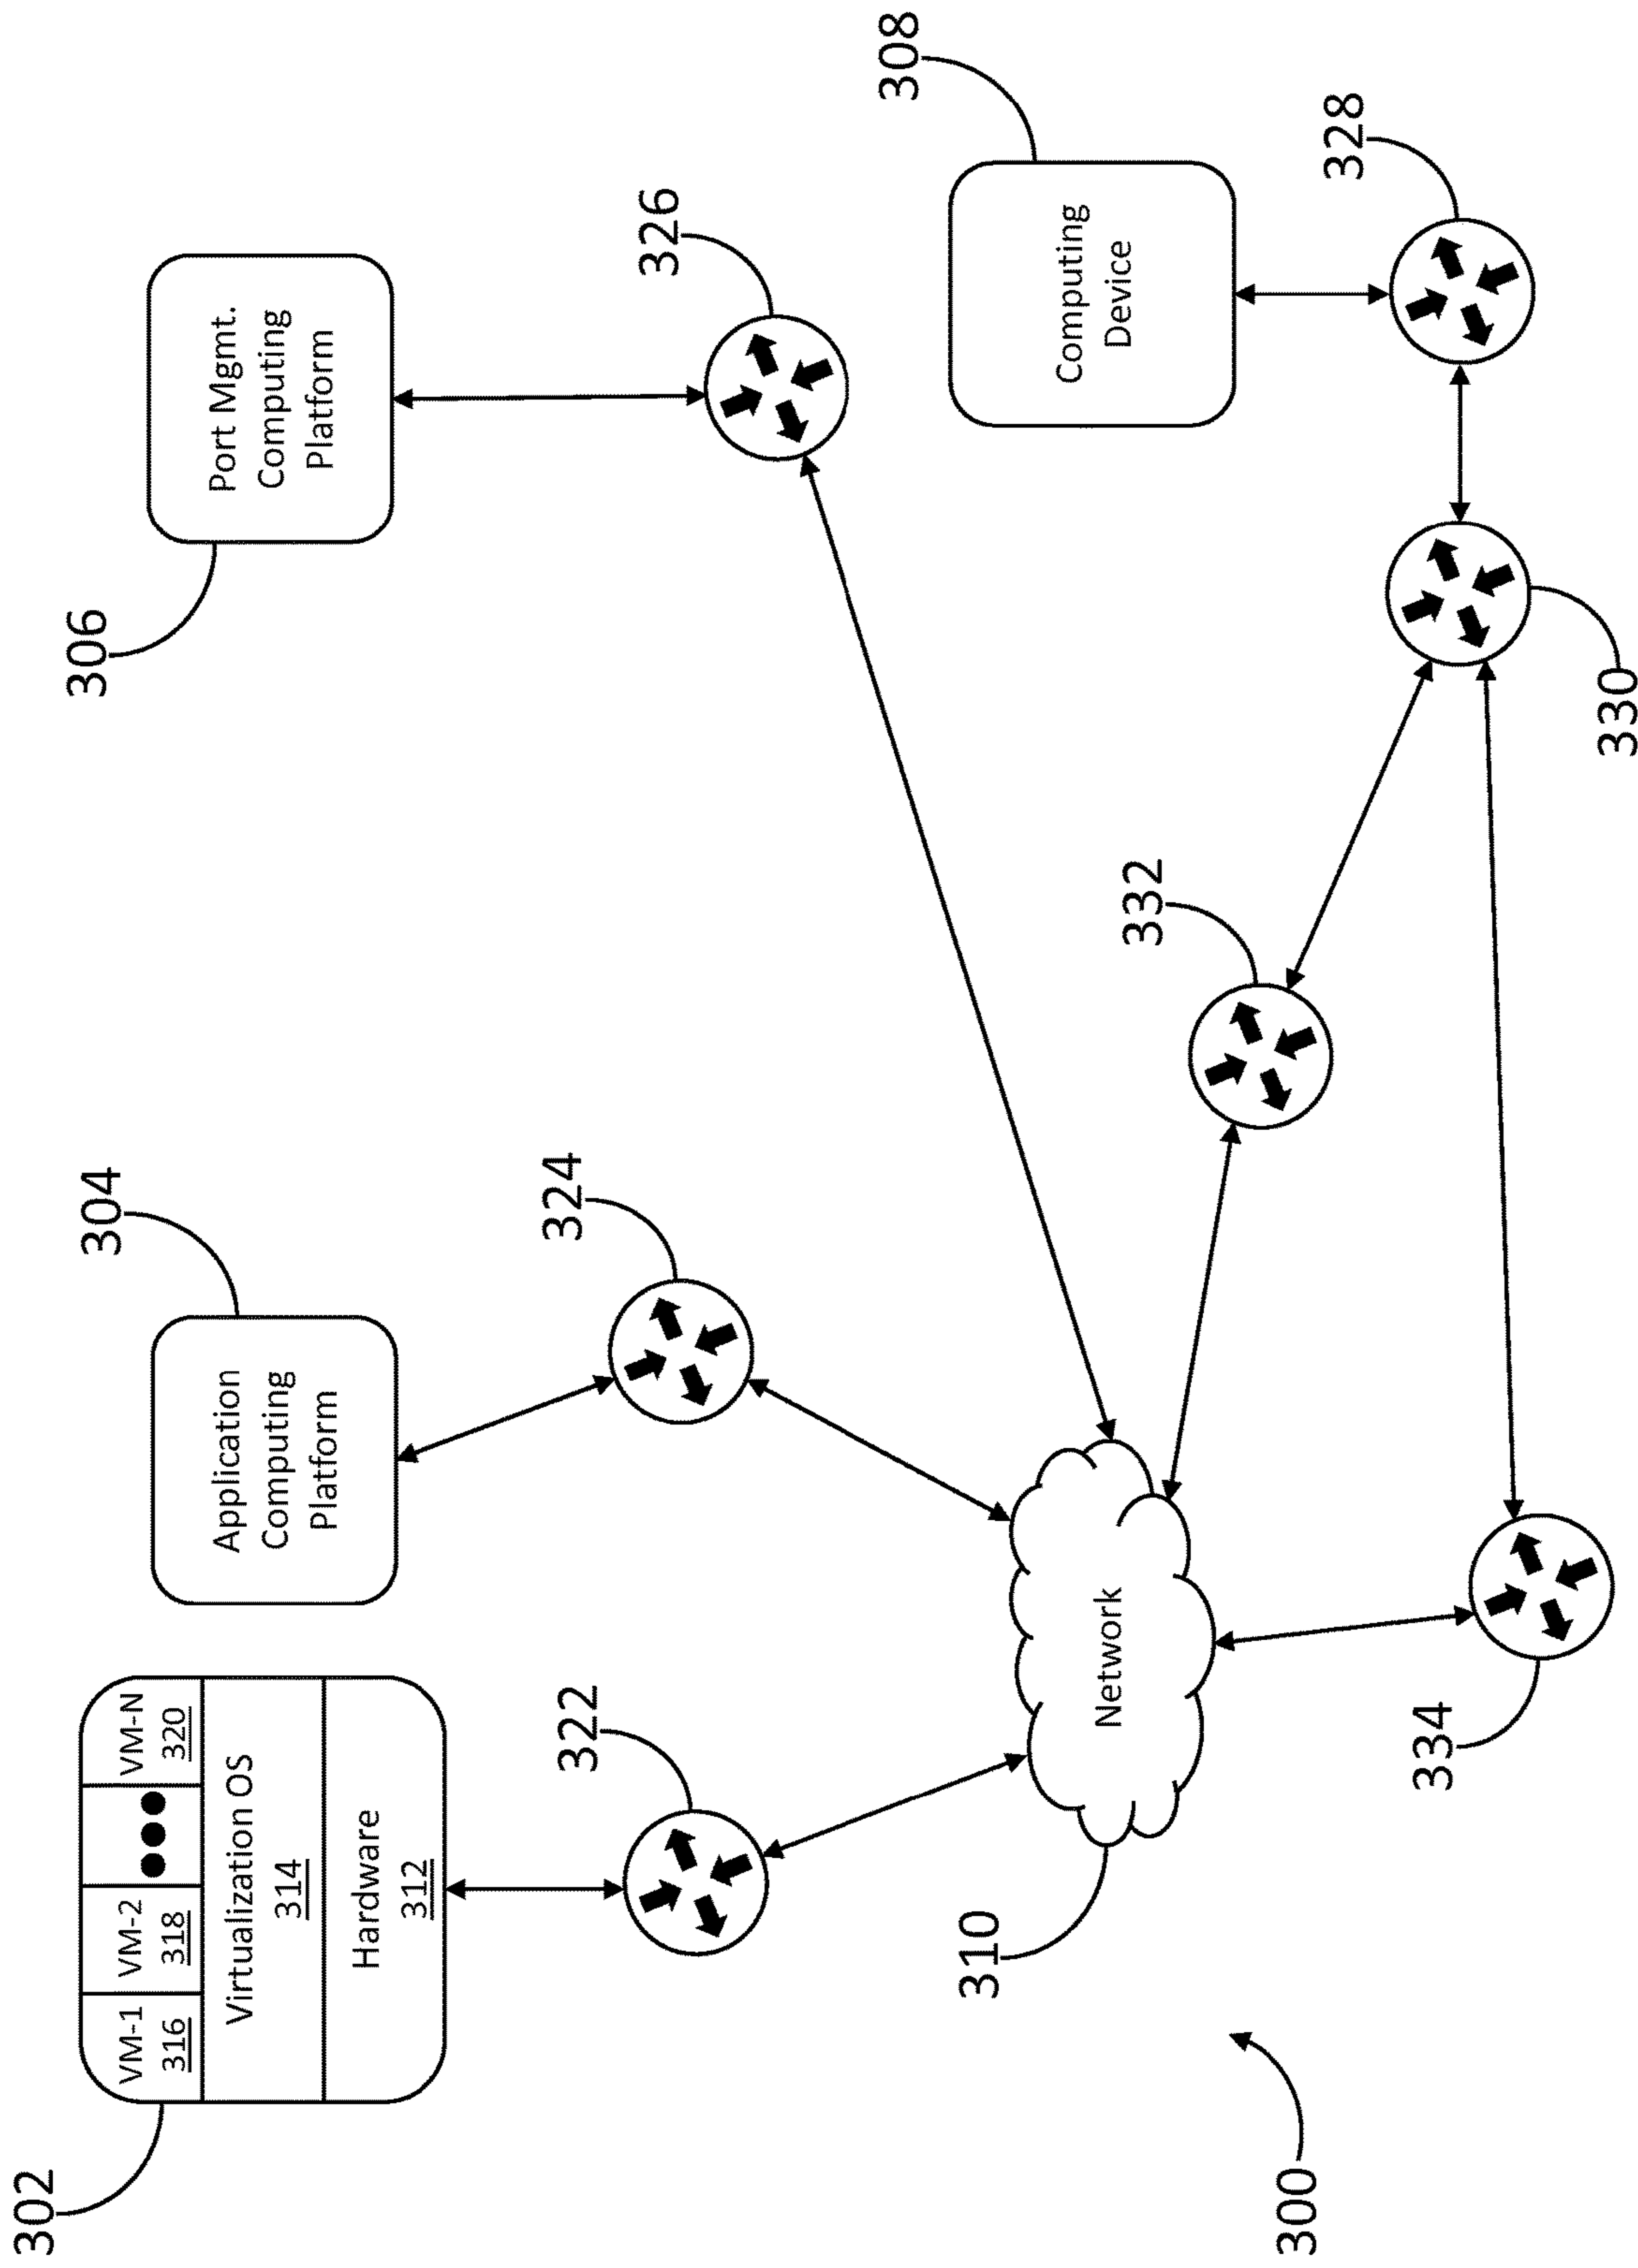 302
VM-1
316
VM-2
318
VM-N
320
Virtualization OS
314
Hardware
312
304
Application
Computing
Platform
306
Port Mgmt.
Computing
Platform
322
324
326
308
Computing
Device
310
Network
332
328
334
330
300